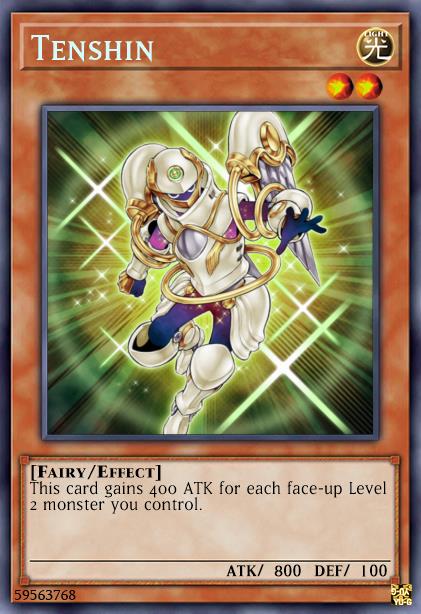 Tenshin
LIGHT
光
[Fairy/Effect]
This card gains 400 ATK for each face-up Level
2 monster you control.
ATK/ 800 DEF/ 100
59563768